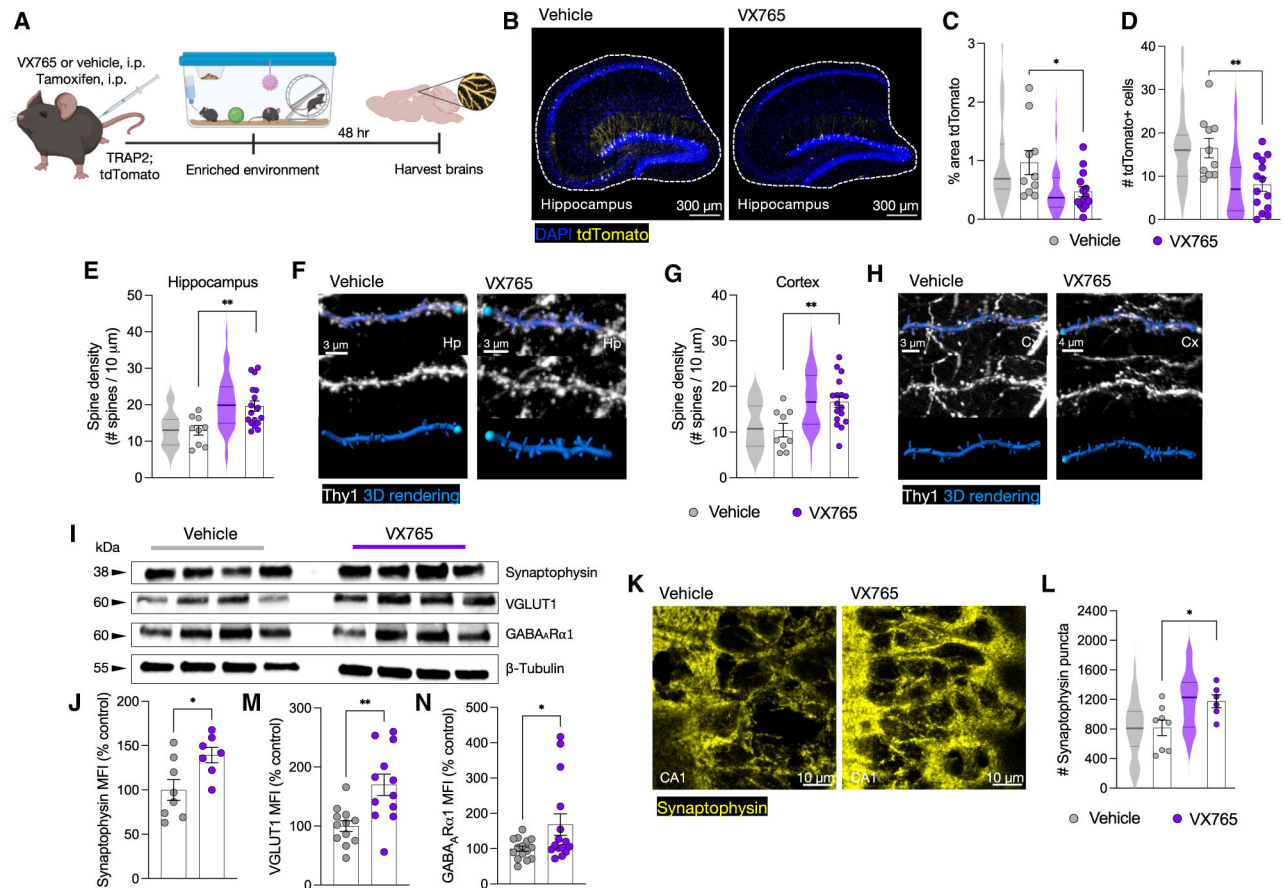 A
VX765 or vehicle, i.p.
Tamoxifen, i.p.
48 hr
TRAP2;
tdTomato
Enriched environment
Harvest brains
B
Vehicle
VX765
Hippocampus
300 µm
Hippocampus
300 µm
DAPI tdTomato
C
% area tdTomato
3
2
1
0
*
D
# tdTomato+ cells
40
30
20
10
0
**
Vehicle
VX765
E
Hippocampus
Spine density
(# spines / 10 µm)
50
40
30
20
10
0
**
F
Vehicle
VX765
3 µm
Hp
3 µm
Hp
Thy1 3D rendering
G
Cortex
Spine density
(# spines / 10 µm)
40
30
20
10
0
**
Vehicle
VX765
H
Vehicle
VX765
3 µm
Cx
4 µm
Cx
Thy1 3D rendering
I
Vehicle
VX765
kDa
38
Synaptophysin
60
VGLUT1
60
GABAARα1
55
β-Tubulin
J
Synaptophysin MFI (% control)
200
150
100
50
0
*
M
VGLUT1 MFI (% control)
300
200
100
0
**
N
GABAARα1 MFI (% control)
500
400
300
200
100
0
*
K
Vehicle
VX765
CA1
10 µm
CA1
10 µm
Synaptophysin
L
# Synaptophysin puncta
2400
2000
1600
1200
800
400
0
*
Vehicle
VX765